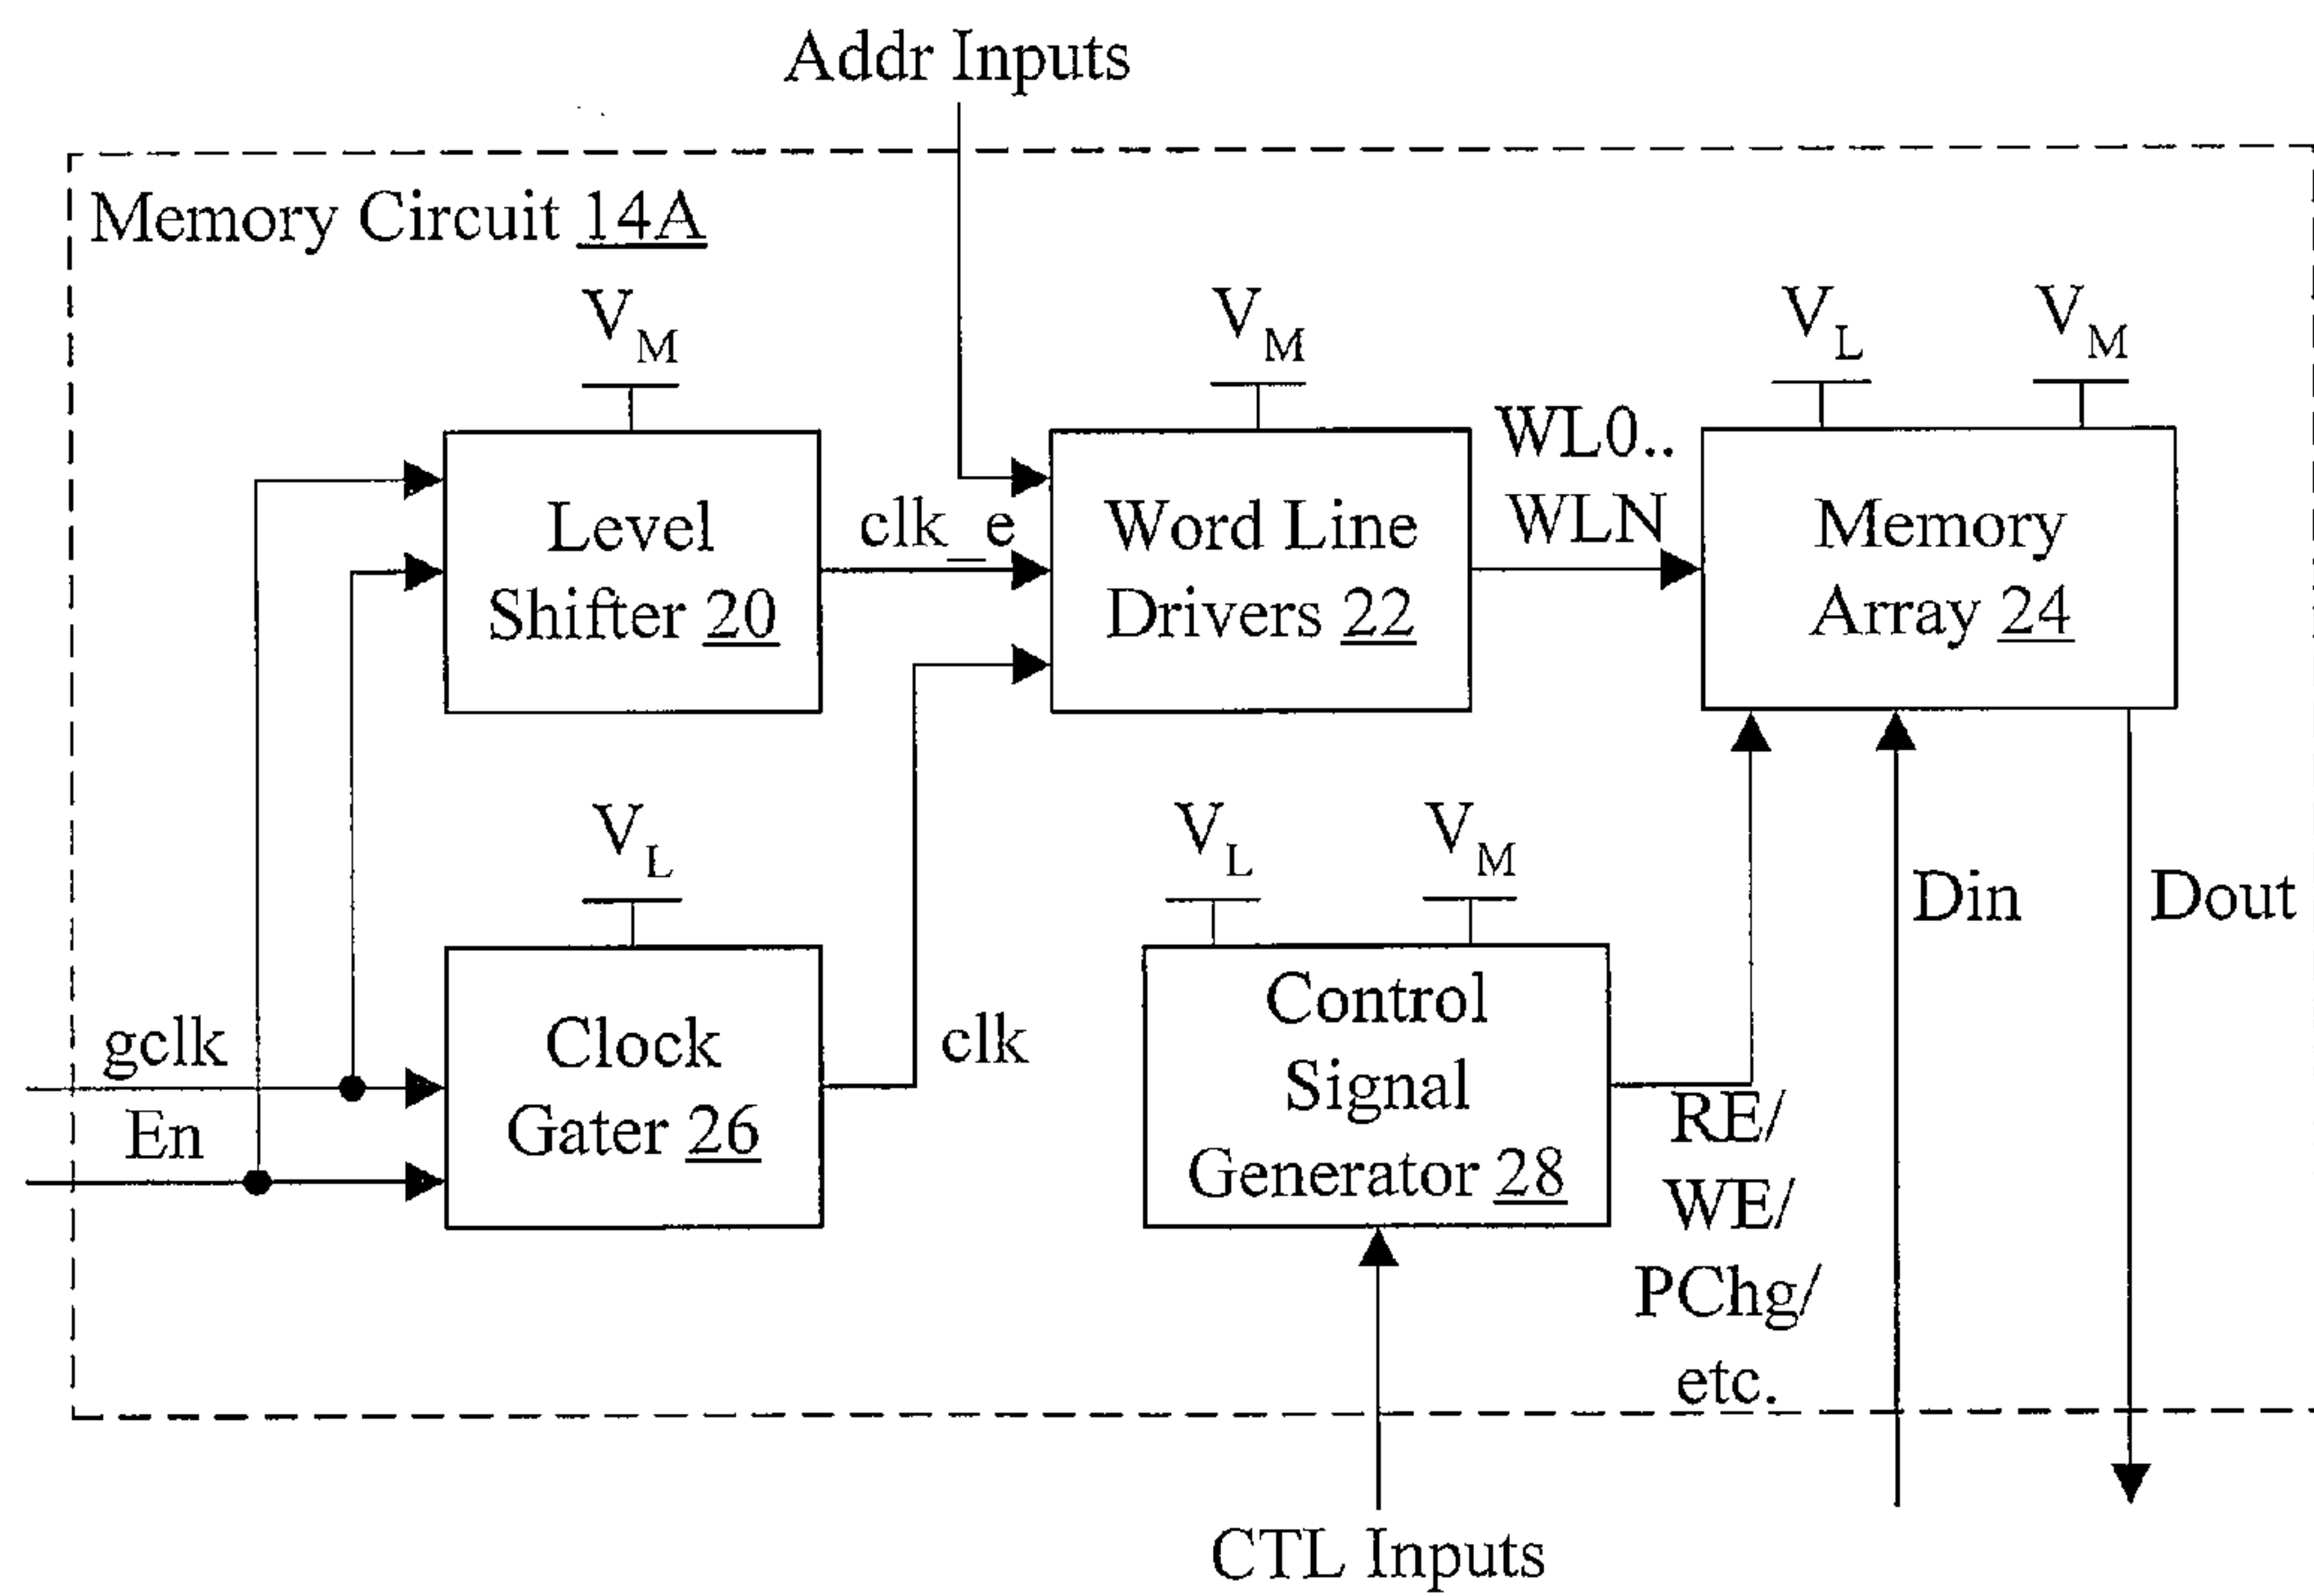 Addr Inputs
Memory Circuit 14A
VM
VM
VL
VM
Level
Shifter 20
clk_e
Word Line
Drivers 22
WL0..
WLN
Memory
Array 24
VL
VL
VM
gclk
En
Clock
Gater 26
clk
Control
Signal
Generator 28
RE/
WE/
PChg/
etc.
Din
Dout
CTL Inputs